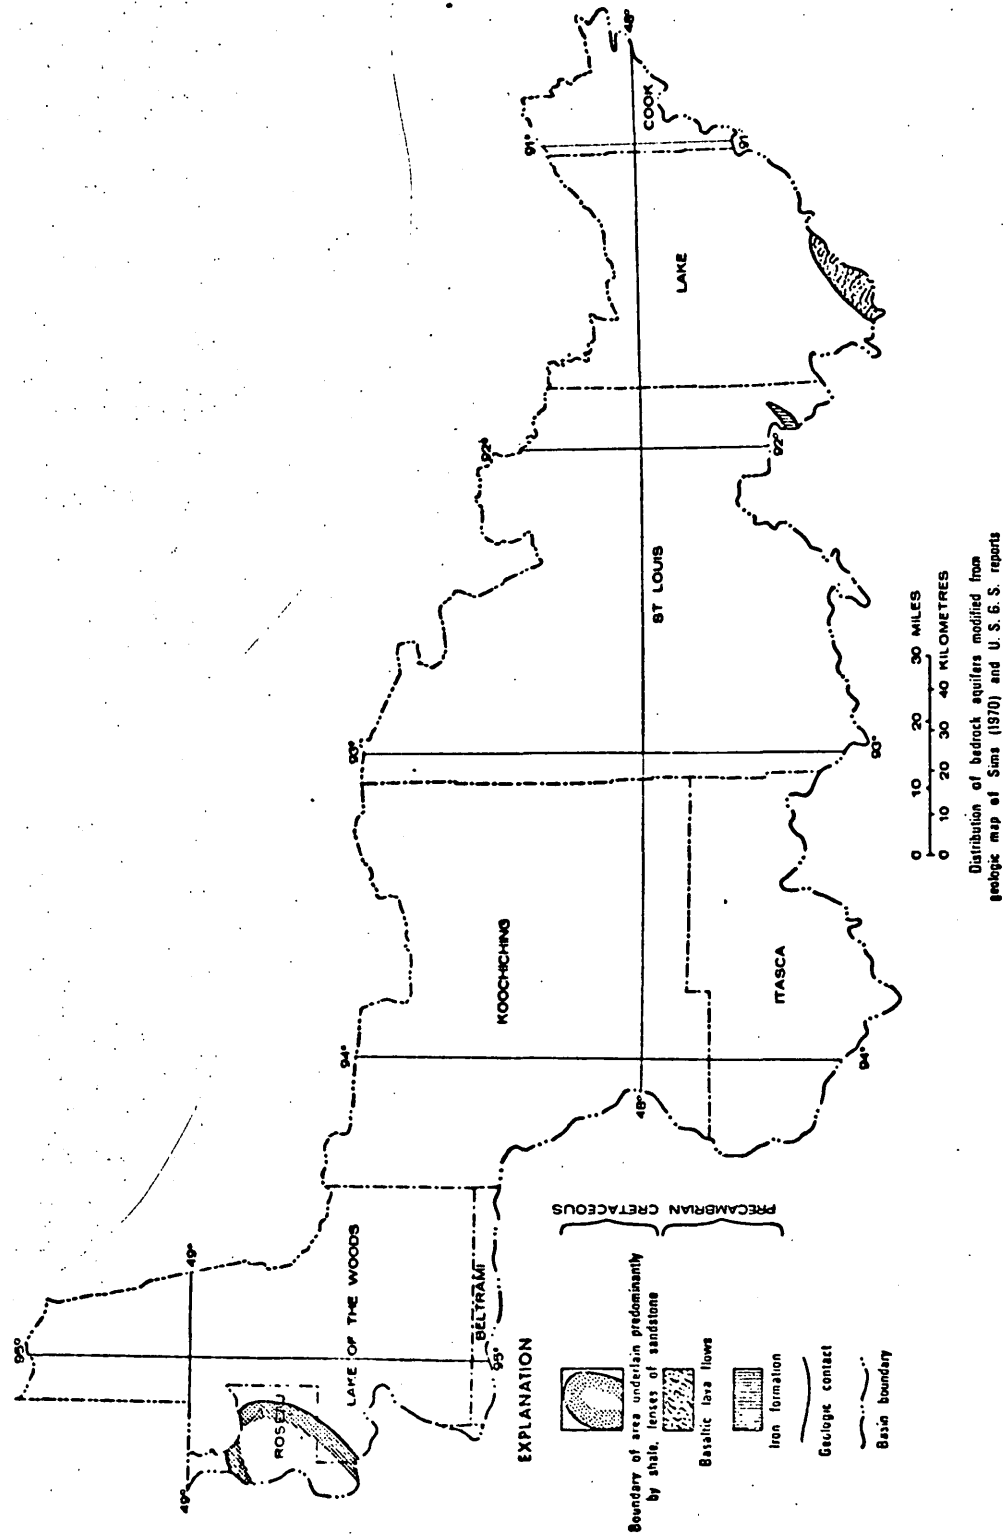 95°
49°
49°
ROSEAU
LAKE OF THE WOODS
BELTRAMI
95°
94°
KOOCHICHING
48°
ITASCA
94°
93°
93°
ST LOUIS
92°
92°
LAKE
91°
91
COOK
48°
EXPLANATION
Boundary of area underlain predominantly
by shale, lenses of sandstone
Basaltic lava flows
Iron formation
Geologic contact
Basin boundary
CRETACEOUS
PRECAMBRIAN
0 10 20 30 MILES
0 10 20 30 40 KILOMETRES
Distribution of bedrock aquifers modified from
geologic map of Sims (1970) and U. S. G. S. reports